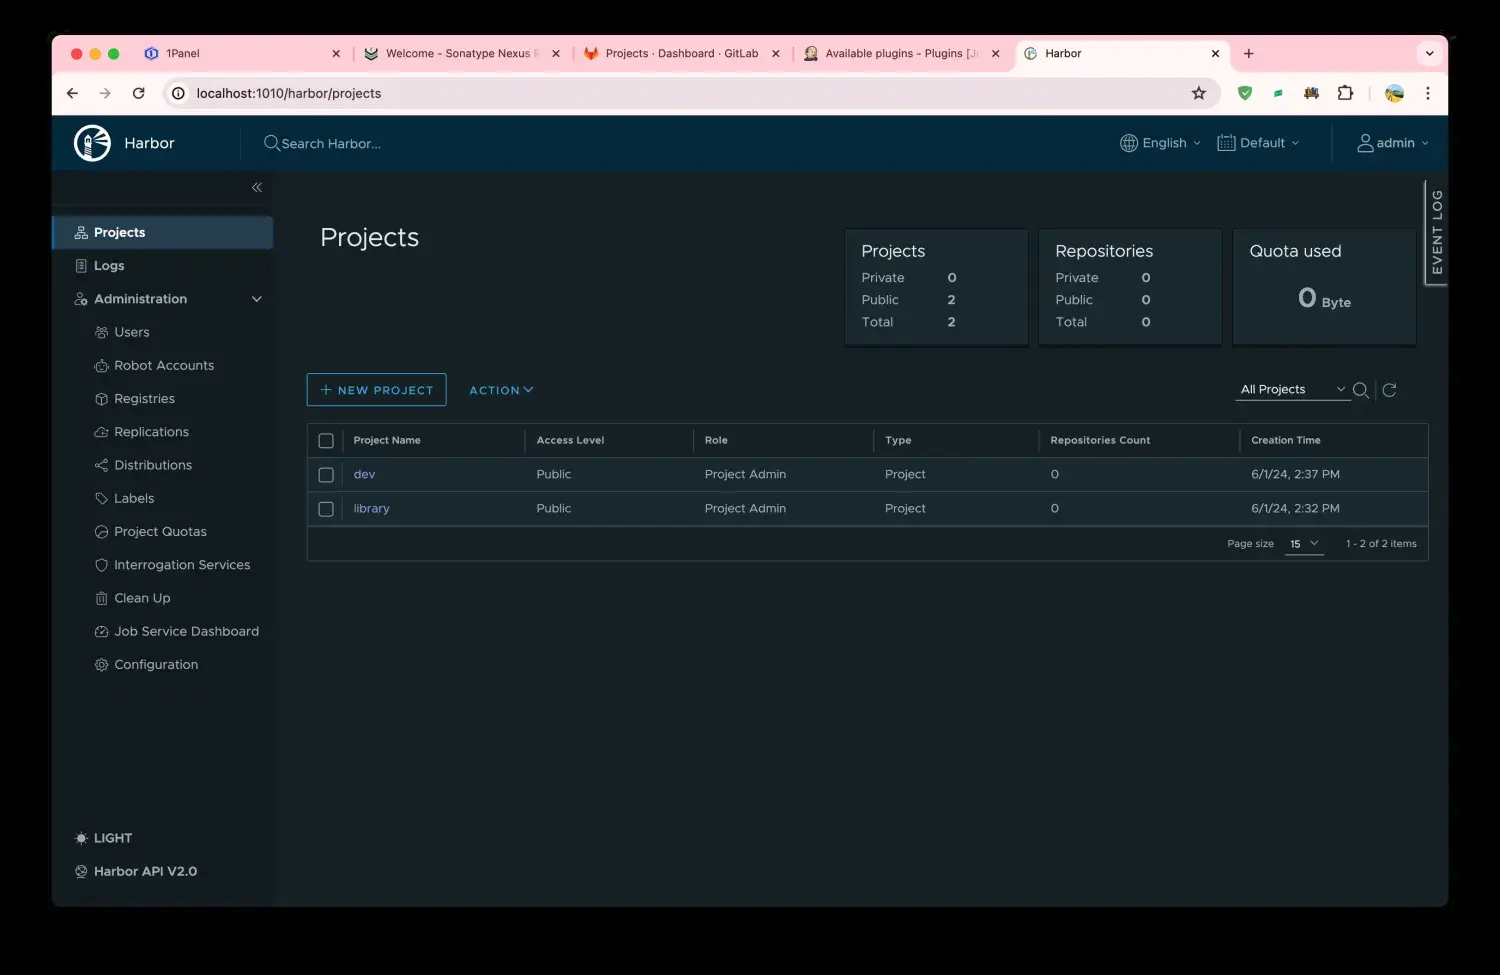 1Panel
Welcome - Sonatype Nexus R
Projects · Dashboard · GitLab
Available plugins - Plugins [Je
Harbor
localhost:1010/harbor/projects
Harbor
Search Harbor...
English
Default
admin
EVENT LOG
Projects
Logs
Administration
Users
Robot Accounts
Registries
Replications
Distributions
Labels
Project Quotas
Interrogation Services
Clean Up
Job Service Dashboard
Configuration
LIGHT
Harbor API V2.0
Projects
Projects
Private 0
Public 2
Total 2
Repositories
Private 0
Public 0
Total 0
Quota used
0 Byte
+ NEW PROJECT
ACTION
All Projects
Project Name Access Level Role Type Repositories Count Creation Time
dev Public Project Admin Project 0 6/1/24, 2:37 PM
library Public Project Admin Project 0 6/1/24, 2:32 PM
Page size 15 1 - 2 of 2 items